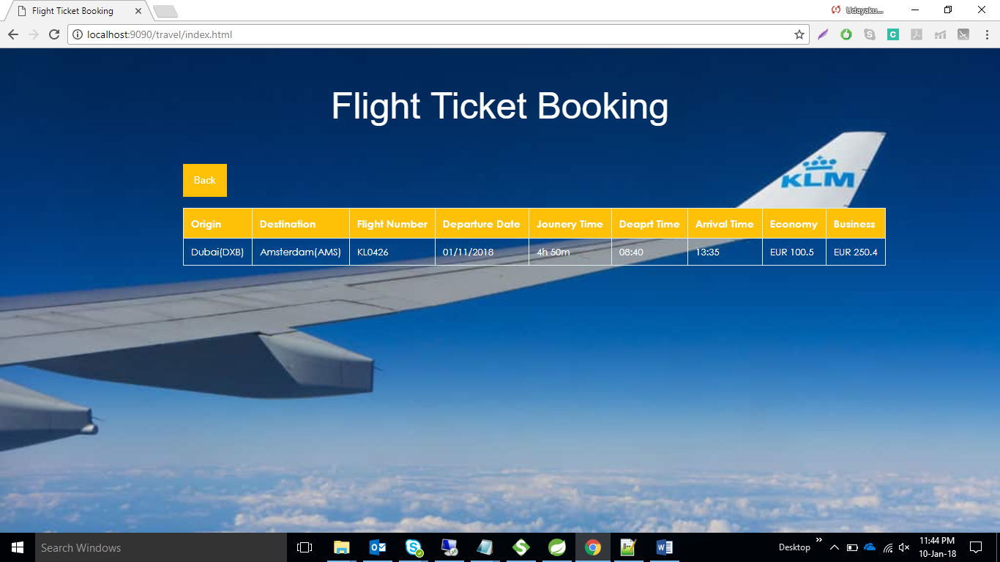 Flight Ticket Booking
Udayaku...
localhost:9090/travel/index.html
Flight Ticket Booking
KLM
Back
Origin Destination Flight Number Departure Date Jounery Time Deaprt Time Arrival Time Economy Business
Dubai(DXB) Amsterdam(AMS) KL0426 01/11/2018 4h 50m 08:40 13:35 EUR 100.5 EUR 250.4
Search Windows
Desktop
11:44 PM
10-Jan-18